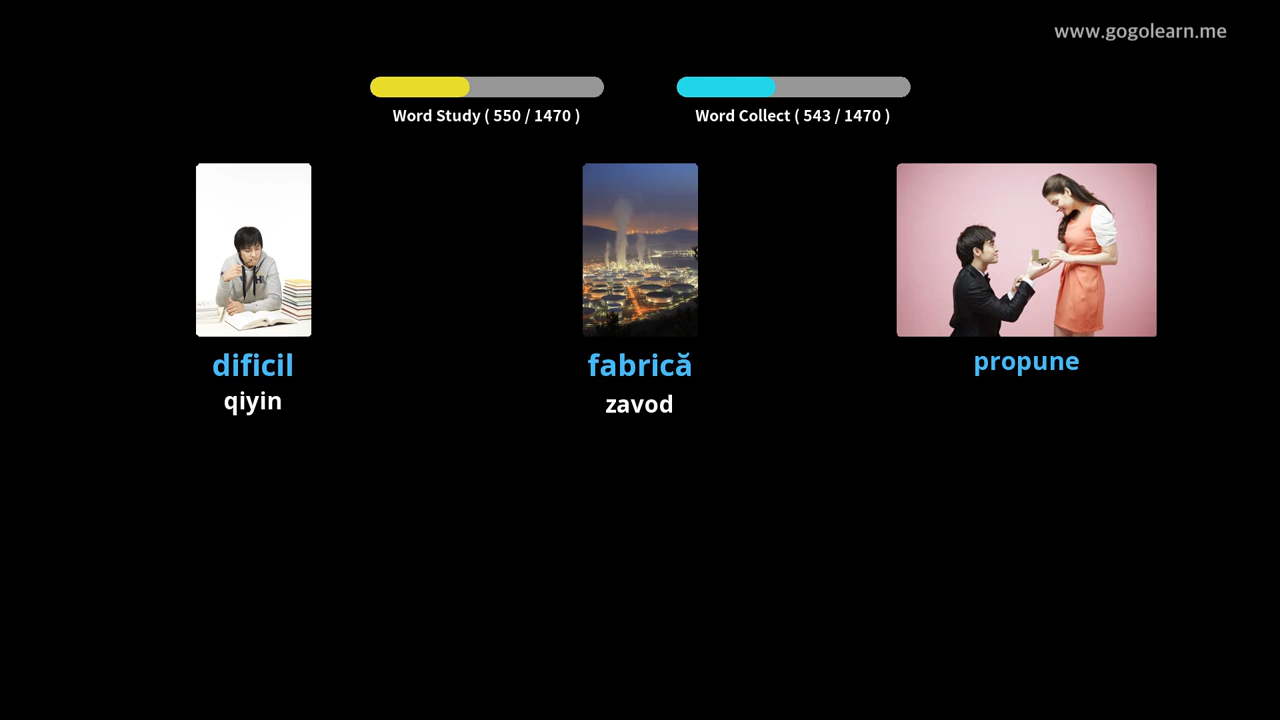 www.gogolearn.me
Word Study ( 550 / 1470 )
Word Collect ( 543 / 1470 )
dificil
qiyin
fabrică
zavod
propune